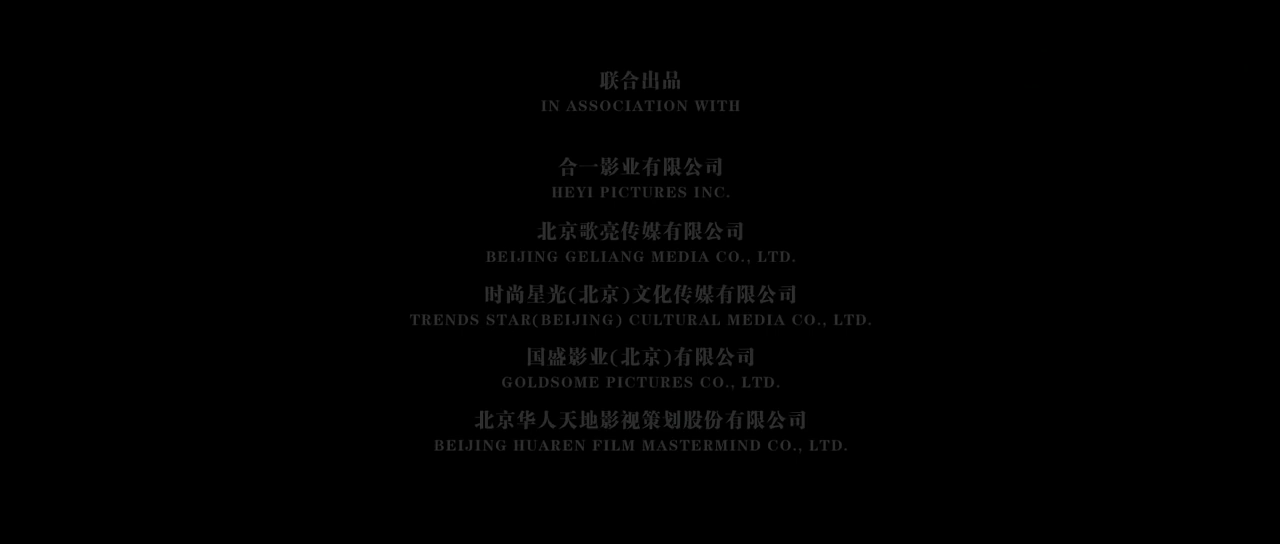 联合出品
IN ASSOCIATION WITH
合一影业有限公司
HEYI PICTURES INC.
北京歌亮传媒有限公司
BEIJING GELIANG MEDIA CO., LTD.
时尚星光(北京)文化传媒有限公司
TRENDS STAR(BEIJING) CULTURAL MEDIA CO., LTD.
国盛影业(北京)有限公司
GOLDSOME PICTURES CO., LTD.
北京华人天地影视策划股份有限公司
BEIJING HUAREN FILM MASTERMIND CO., LTD.